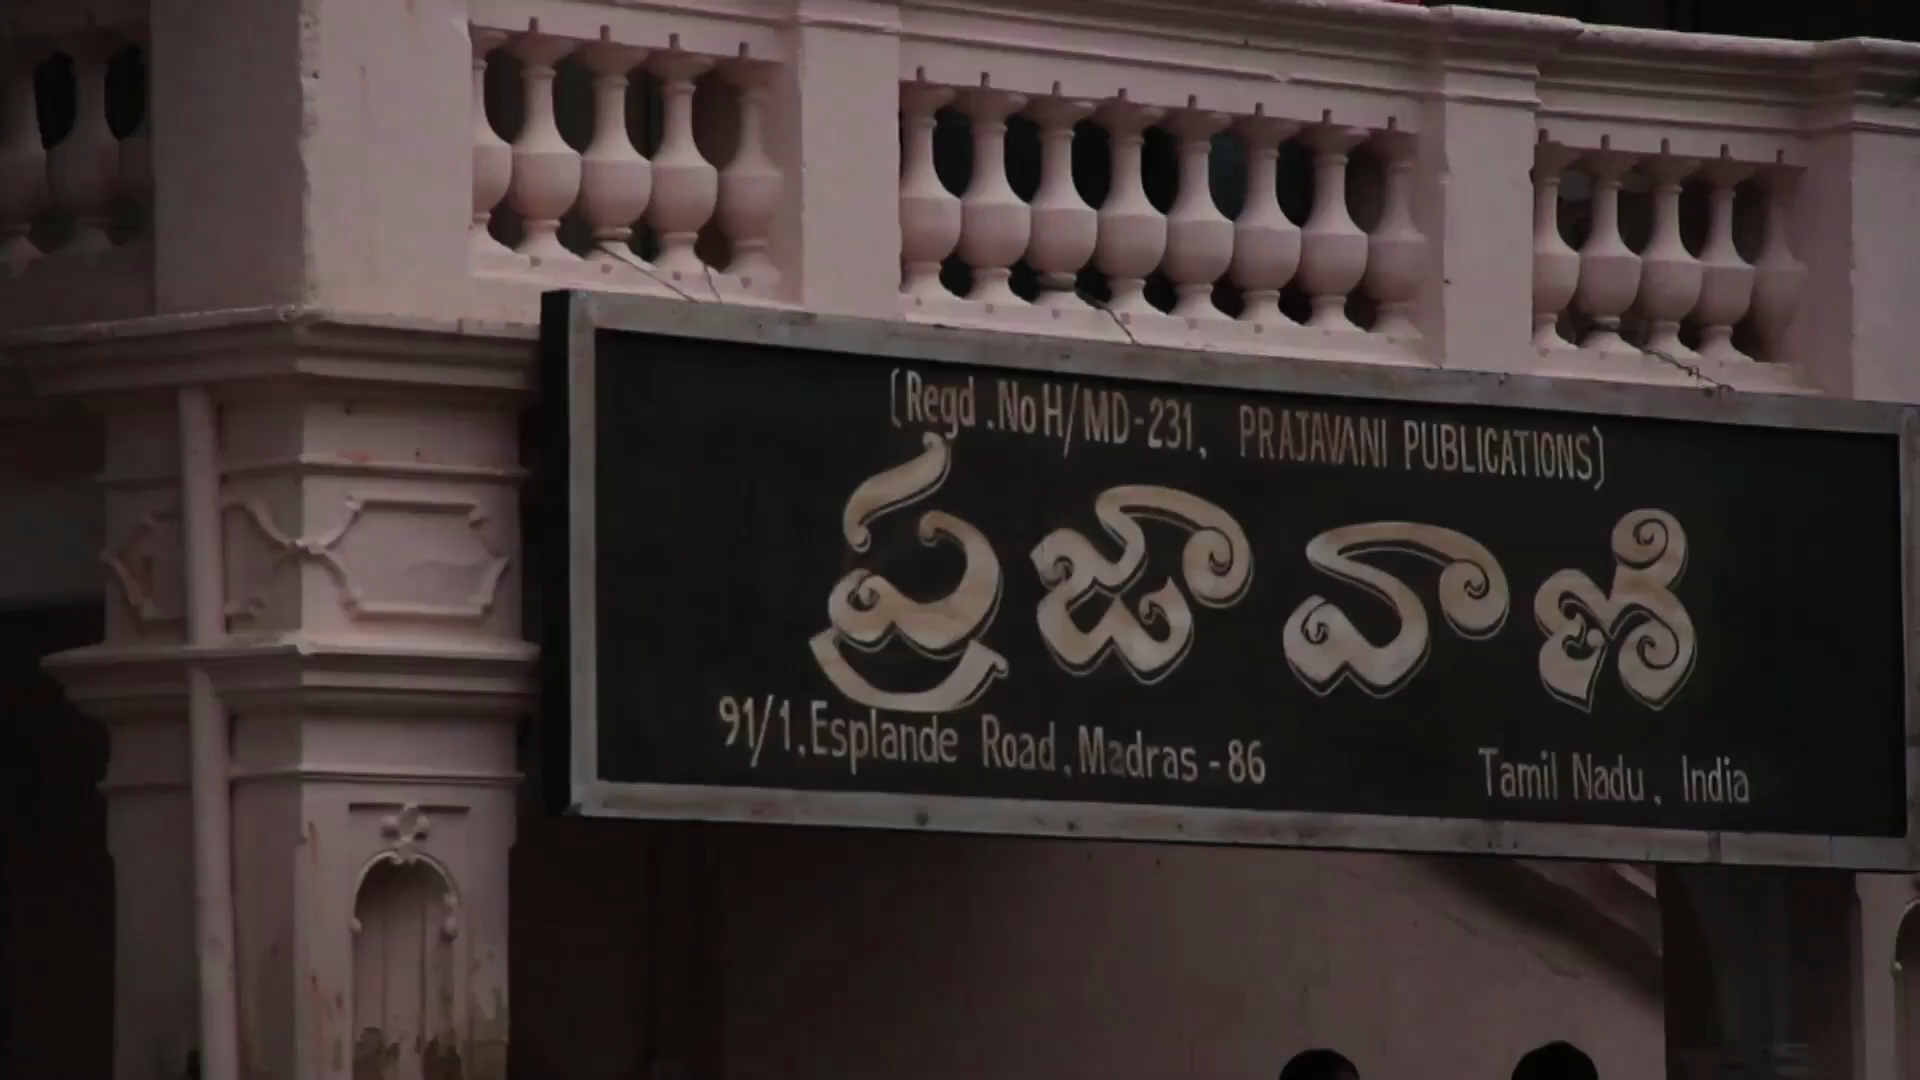 (Regd. No H/MD-231, PRAJAVANI PUBLICATIONS)
ప్రజావాణి
91/1, Esplande Road, Madras - 86 Tamil Nadu, India